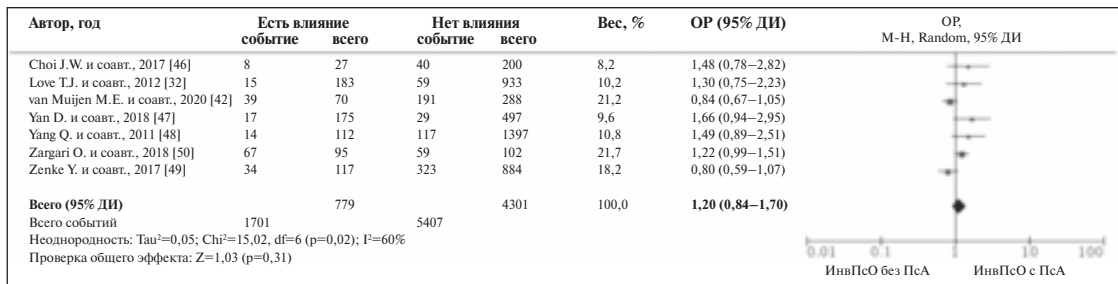 Автор, год Есть влияние Нет влияния Вес, % ОР (95% ДИ) ОР,
событие всего событие всего М-Н, Random, 95% ДИ
Choi J.W. и соавт., 2017 [46] 8 27 40 200 8,2 1,48 (0,78–2,82)
Love T.J. и соавт., 2012 [32] 15 183 59 933 10,2 1,30 (0,75–2,23)
van Muijen M.E. и соавт., 2020 [42] 39 70 191 288 21,2 0,84 (0,67–1,05)
Yan D. и соавт., 2018 [47] 17 175 29 497 9,6 1,66 (0,94–2,95)
Yang Q. и соавт., 2011 [48] 14 112 117 1397 10,8 1,49 (0,89–2,51)
Zargari O. и соавт., 2018 [50] 67 95 59 102 21,7 1,22 (0,99–1,51)
Zenke Y. и соавт., 2017 [49] 34 117 323 884 18,2 0,80 (0,59–1,07)
Всего (95% ДИ) 779 4301 100,0 1,20 (0,84–1,70)
Всего событий 1701 5407
Неоднородность: Tau²=0,05; Chi²=15,02, df=6 (p=0,02); I²=60%
Проверка общего эффекта: Z=1,03 (p=0,31)
0.01 0.1 1 10 100
ИнвПсО без ПсА ИнвПсО с ПсА